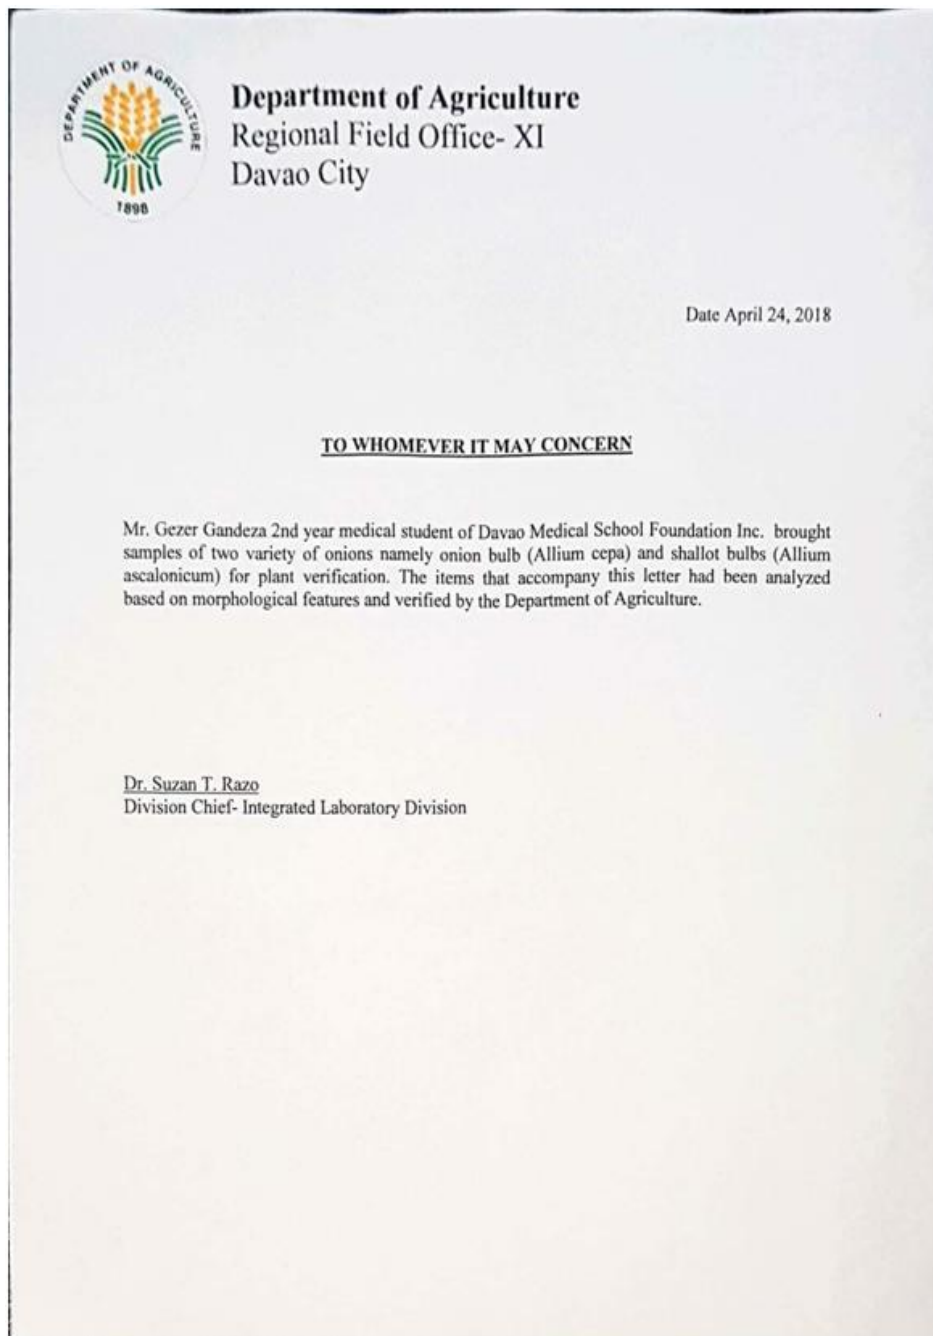 DEPARTMENT OF AGRICULTURE
1898
Department of Agriculture
Regional Field Office- XI
Davao City
Date April 24, 2018
TO WHOMEVER IT MAY CONCERN
Mr. Gezer Gandeza 2nd year medical student of Davao Medical School Foundation Inc. brought
samples of two variety of onions namely onion bulb (Allium cepa) and shallot bulbs (Allium
ascalonicum) for plant verification. The items that accompany this letter had been analyzed
based on morphological features and verified by the Department of Agriculture.
Dr. Suzan T. Razo
Division Chief- Integrated Laboratory Division